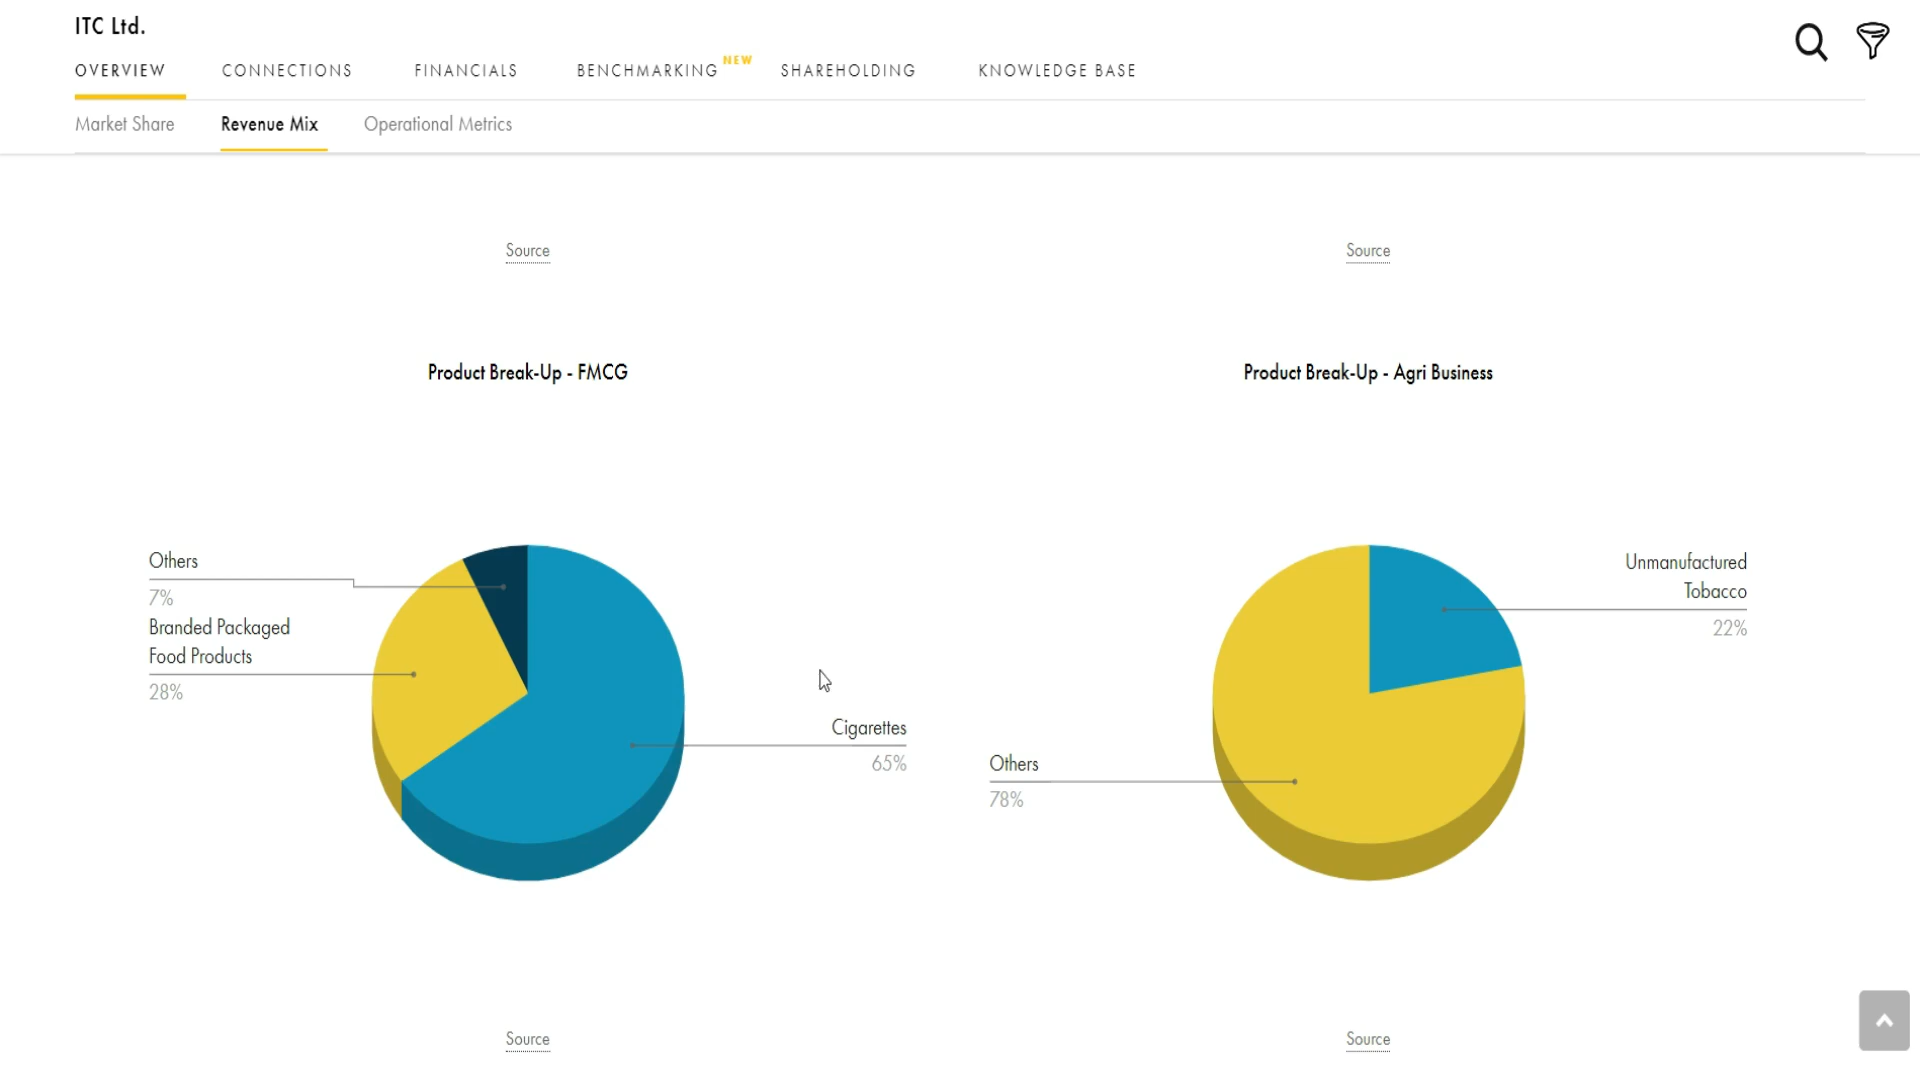 ITC Ltd.
OVERVIEW CONNECTIONS FINANCIALS BENCHMARKING NEW SHAREHOLDING KNOWLEDGE BASE
Market Share Revenue Mix Operational Metrics
Source Source
Product Break-Up - FMCG
Others
7%
Branded Packaged
Food Products
28%
Cigarettes
65%
Product Break-Up - Agri Business
Unmanufactured
Tobacco
22%
Others
78%
Source Source